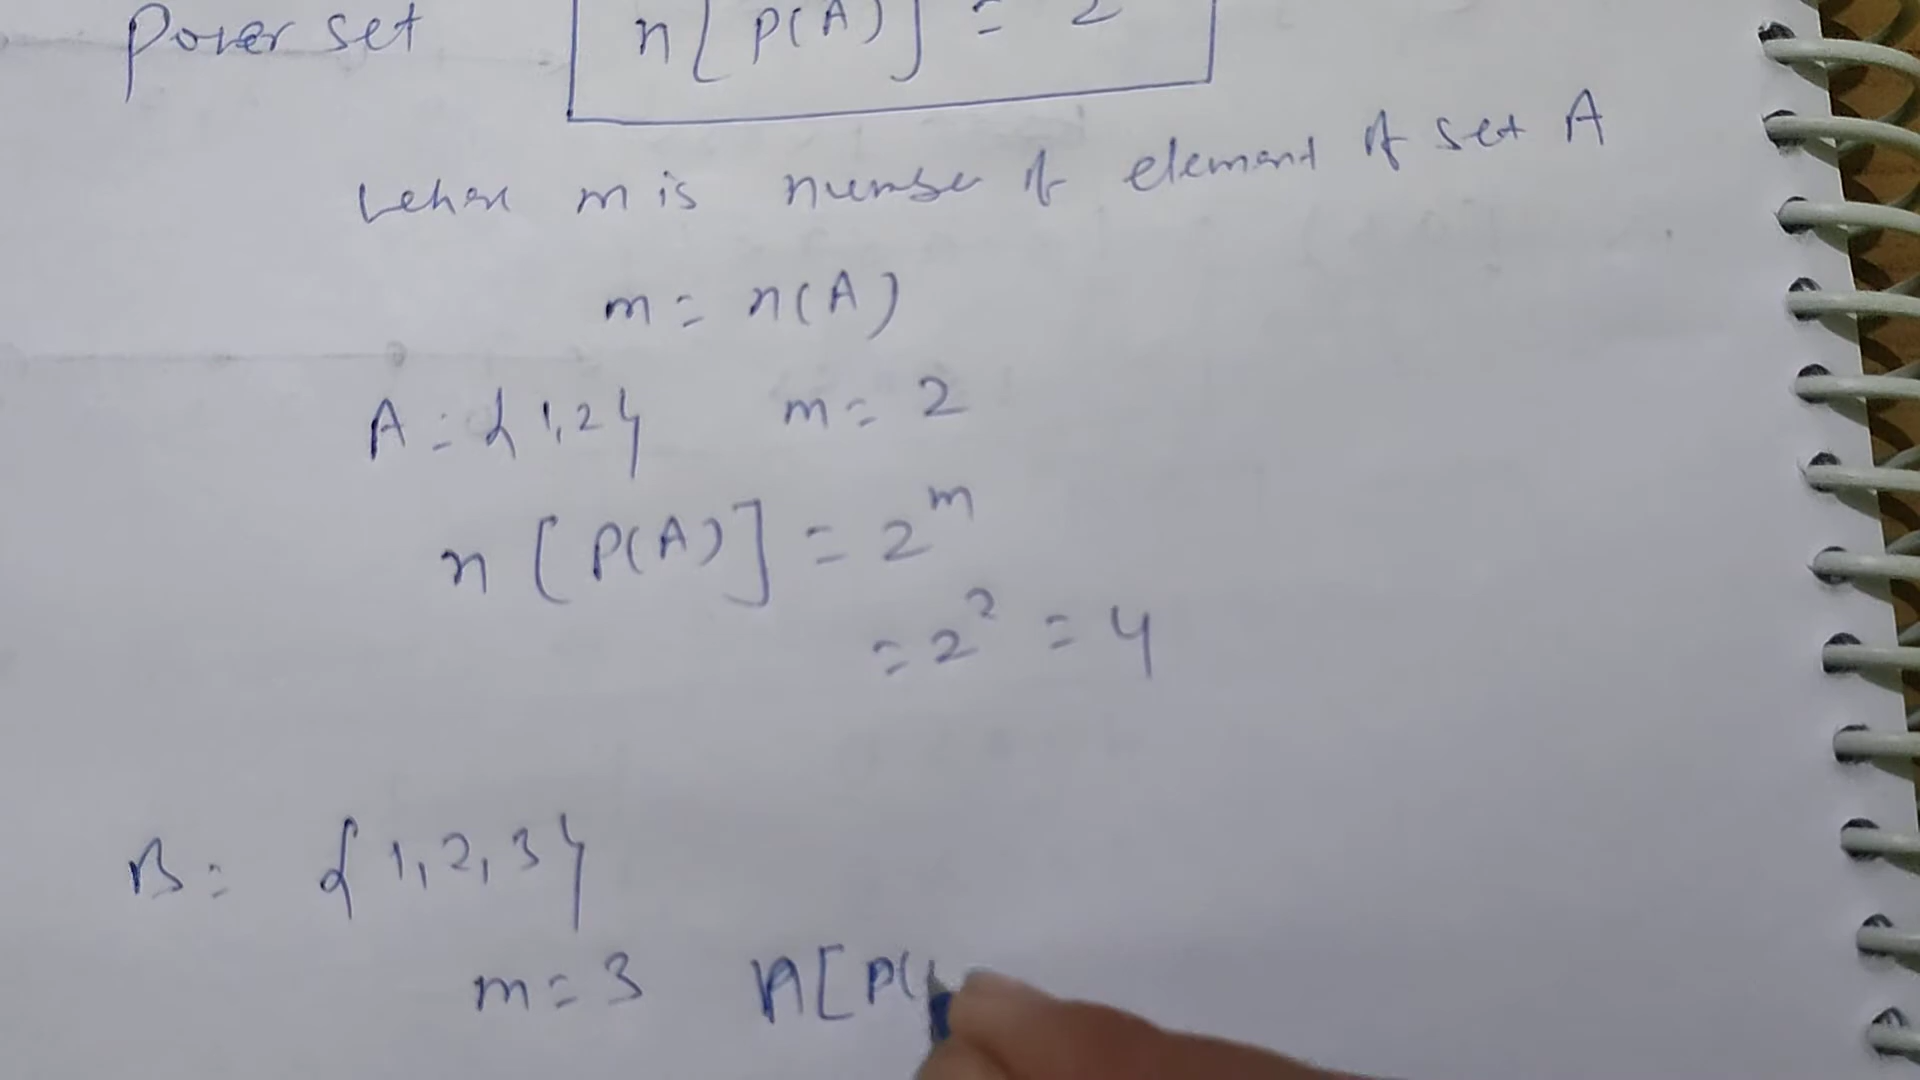 Power set n[P(A)] = 2
where m is number of element of set A
m = n(A)
A = {1,2} m = 2
n[P(A)] = 2^m
= 2^2 = 4
B = {1,2,3}
m = 3 n[P(